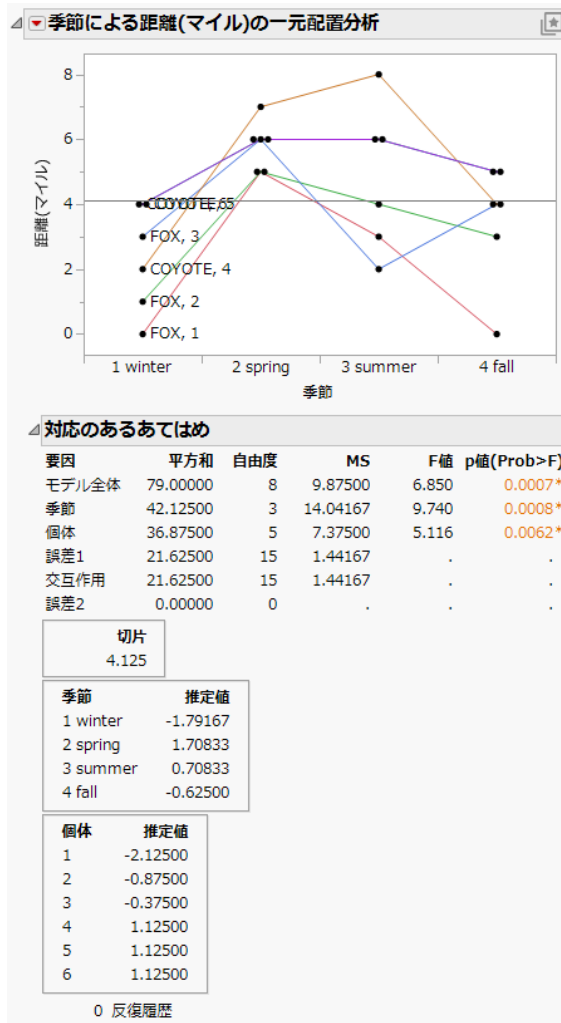 季節による距離(マイル)の一元配置分析
8
6
4
2
0
距離(マイル)
FOX, 3
COYOTE, 4
FOX, 2
FOX, 1
1 winter 2 spring 3 summer 4 fall
季節
対応のあるあてはめ
要因 平方和 自由度 MS F値 p値(Prob>F)
モデル全体 79.00000 8 9.87500 6.850 0.0007*
季節 42.12500 3 14.04167 9.740 0.0008*
個体 36.87500 5 7.37500 5.116 0.0062*
誤差1 21.62500 15 1.44167 . .
交互作用 21.62500 15 1.44167 . .
誤差2 0.00000 0 . . .
切片
4.125
季節 推定値
1 winter -1.79167
2 spring 1.70833
3 summer 0.70833
4 fall -0.62500
個体 推定値
1 -2.12500
2 -0.87500
3 -0.37500
4 1.12500
5 1.12500
6 1.12500
0 反復履歴